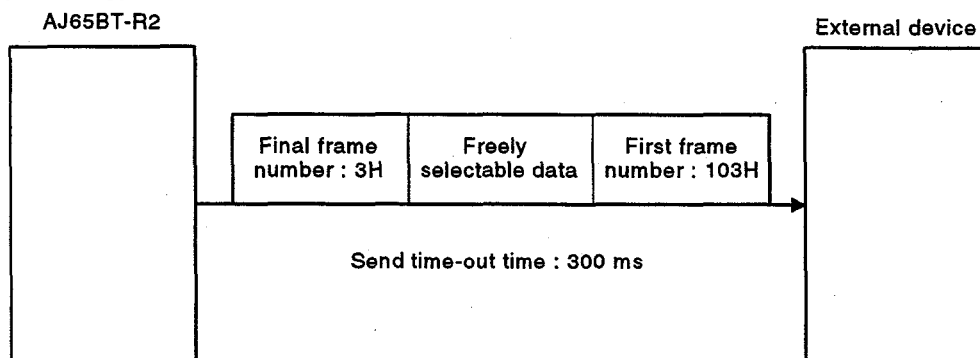 AJ65BT-R2
External device
Final frame
number : 3H
Freely
selectable data
First frame
number : 103H
Send time-out time : 300 ms